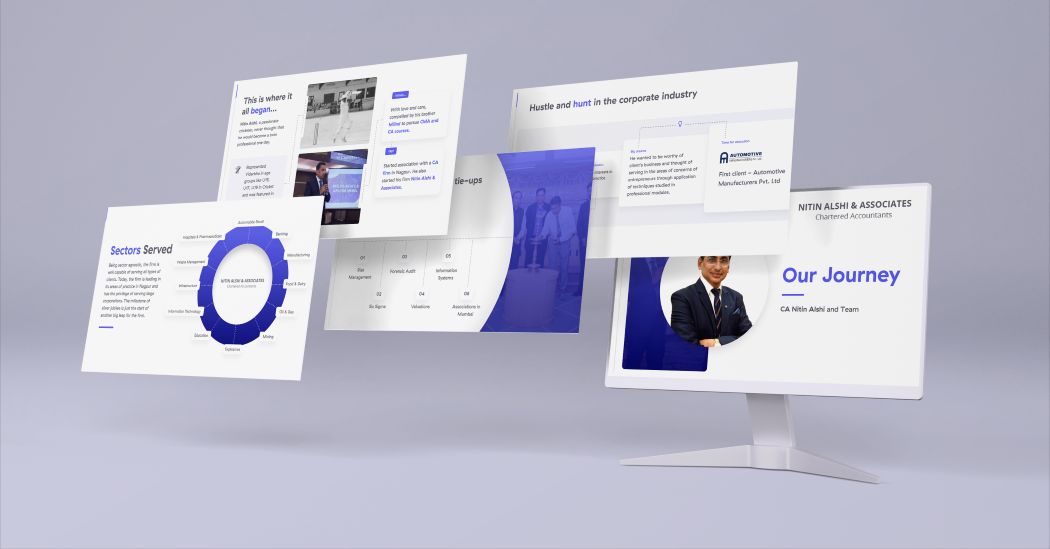 This is where it
all began...
Nitin Alshi, a passionate
cricketer, never thought that
he would become a true
professional one day.
Represented
Vidarbha in age
groups like U15,
U17, U19 in Cricket
and was featured in
With love and care,
compelled by his brother
Milind to pursue CMA and
CA courses.
Started association with a CA
firm in Nagpur. He also
started his Firm Nitin Alshi &
Associates.
Hustle and hunt in the corporate industry
My dreams
He wanted to be worthy of
client's business and thought of
serving in the areas of concerns of
entrepreneurs through application
of techniques studied in
professional modules.
Time for execution
AUTOMOTIVE
First client – Automotive
Manufacturers Pvt. Ltd
tie-ups
01
Risk
Management
03
Forensic Audit
05
Information
Systems
02
Six Sigma
04
Valuations
06
Associations in
Mumbai
NITIN ALSHI & ASSOCIATES
Chartered Accountants
Our Journey
CA Nitin Alshi and Team
Sectors Served
Being sector agnostic, the firm is
well capable of serving all types of
clients. Today, the firm is leading
in its areas of practice in Nagpur and
has the privilege of serving large
corporations. The milestone of
silver jubilee is just the start of
another big leap for the firm.
Automobile Retail
Banking
Manufacturing
Food & Dairy
Oil & Gas
Mining
Explosives
Education
Information Technology
Infrastructure
Waste Management
Hospitals & Pharmaceuticals
NITIN ALSHI & ASSOCIATES
Chartered Accountants